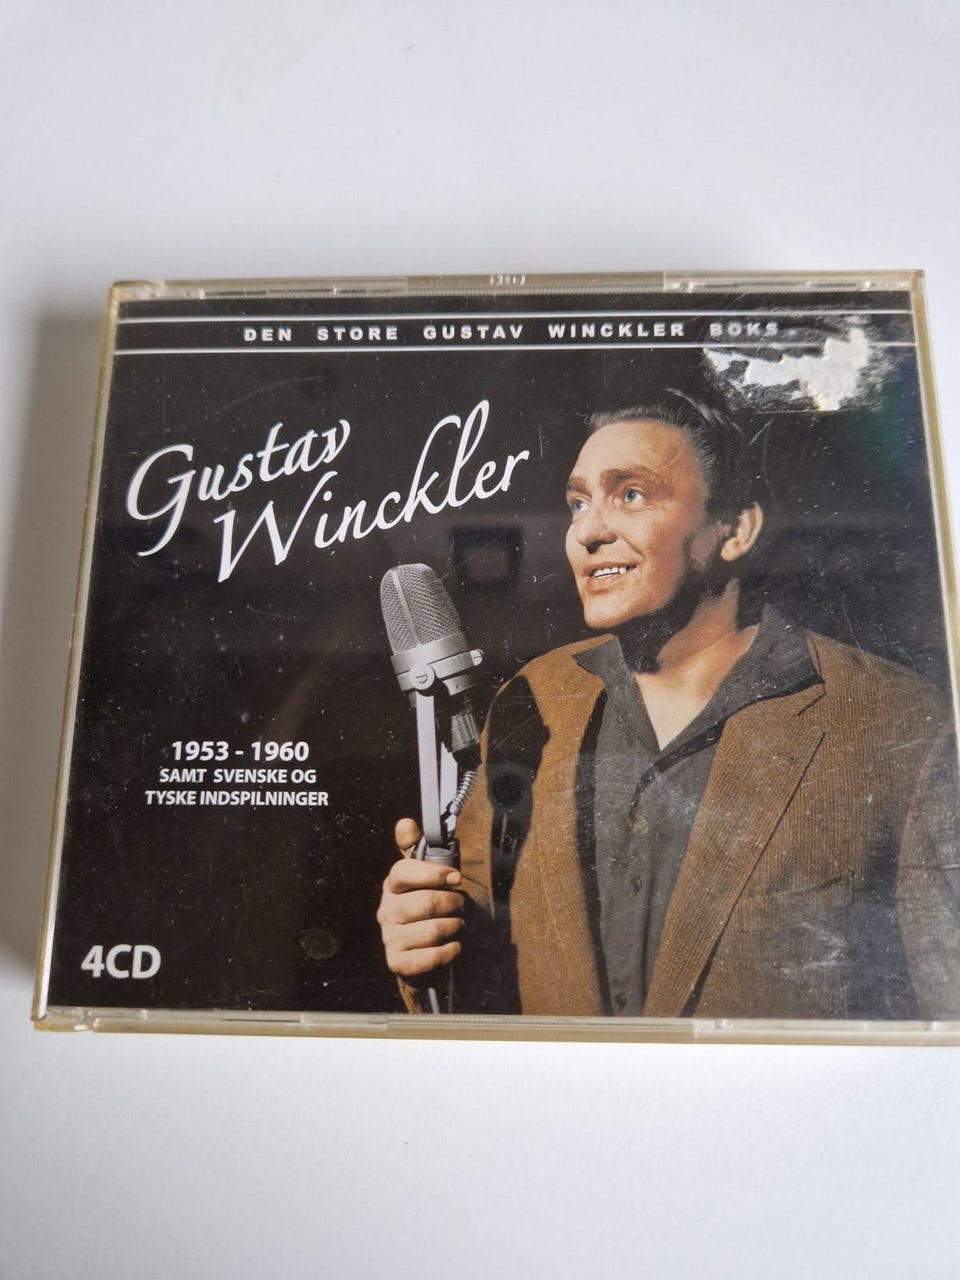 DEN STORE GUSTAV WINCKLER BOKS
Gustav
Winckler
1953 - 1960
SAMT SVENSKE OG
TYSKE INDSPILNINGER
4CD